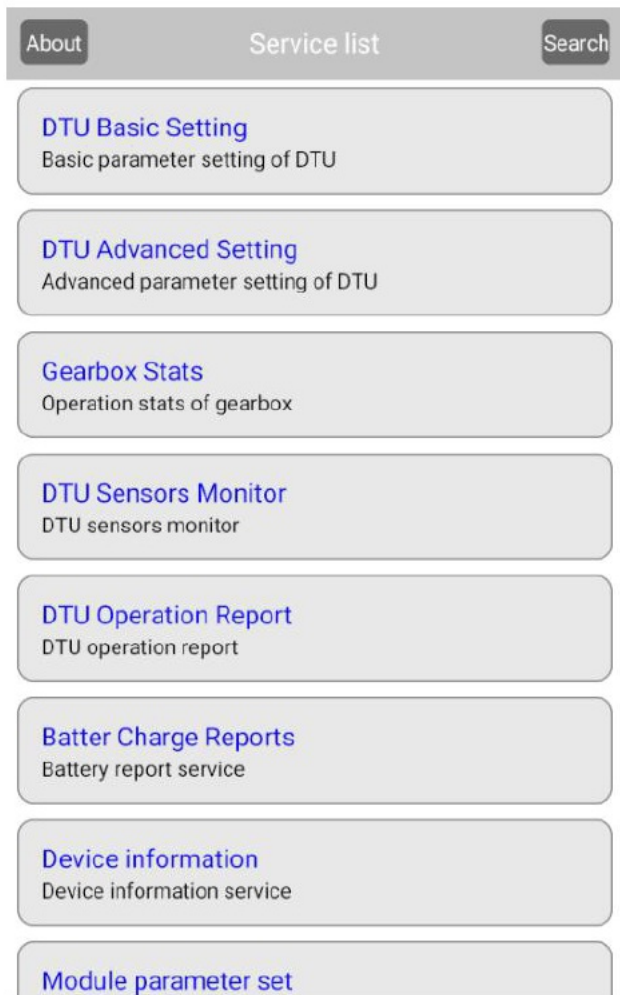 About Service list Search
DTU Basic Setting
Basic parameter setting of DTU
DTU Advanced Setting
Advanced parameter setting of DTU
Gearbox Stats
Operation stats of gearbox
DTU Sensors Monitor
DTU sensors monitor
DTU Operation Report
DTU operation report
Batter Charge Reports
Battery report service
Device information
Device information service
Module parameter set